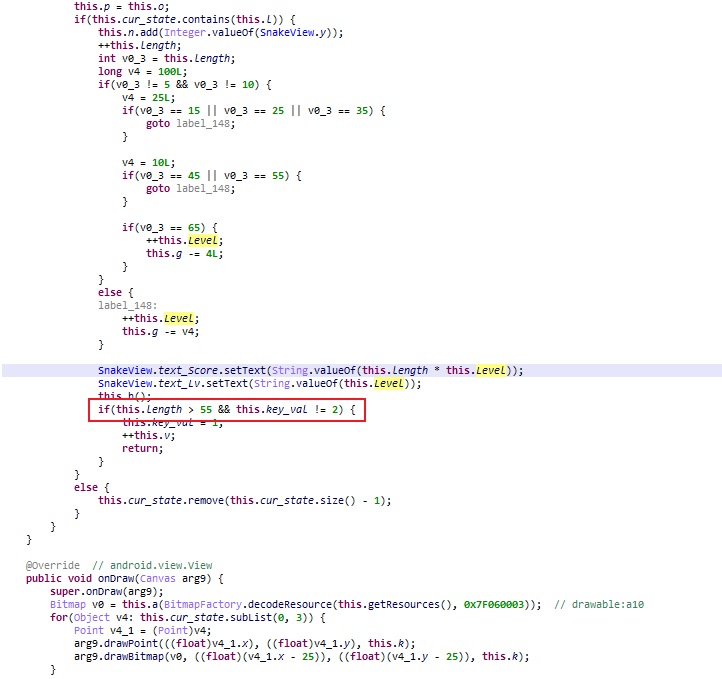 this.p = this.o;
if(this.cur_state.contains(this.l)) {
this.n.add(Integer.valueOf(SnakeView.y));
++this.length;
int v0_3 = this.length;
long v4 = 100L;
if(v0_3 != 5 && v0_3 != 10) {
v4 = 25L;
if(v0_3 == 15 || v0_3 == 25 || v0_3 == 35) {
goto label_148;
}
v4 = 10L;
if(v0_3 == 45 || v0_3 == 55) {
goto label_148;
}
if(v0_3 == 65) {
++this.Level;
this.g -= 4L;
}
}
else {
label_148:
++this.Level;
this.g -= v4;
}
SnakeView.text_Score.setText(String.valueOf(this.length * this.Level));
SnakeView.text_Lv.setText(String.valueOf(this.Level));
this.h();
if(this.length > 55 && this.key_val != 2) {
this.key_val = 1;
++this.v;
return;
}
}
else {
this.cur_state.remove(this.cur_state.size() - 1);
}
}
}
@Override // android.view.View
public void onDraw(Canvas arg9) {
super.onDraw(arg9);
Bitmap v0 = this.a(BitmapFactory.decodeResource(this.getResources(), 0x7F060003)); // drawable:a10
for(Object v4: this.cur_state.subList(0, 3)) {
Point v4_1 = (Point)v4;
arg9.drawPoint(((float)v4_1.x), ((float)v4_1.y), this.k);
arg9.drawBitmap(v0, ((float)(v4_1.x - 25)), ((float)(v4_1.y - 25)), this.k);
}